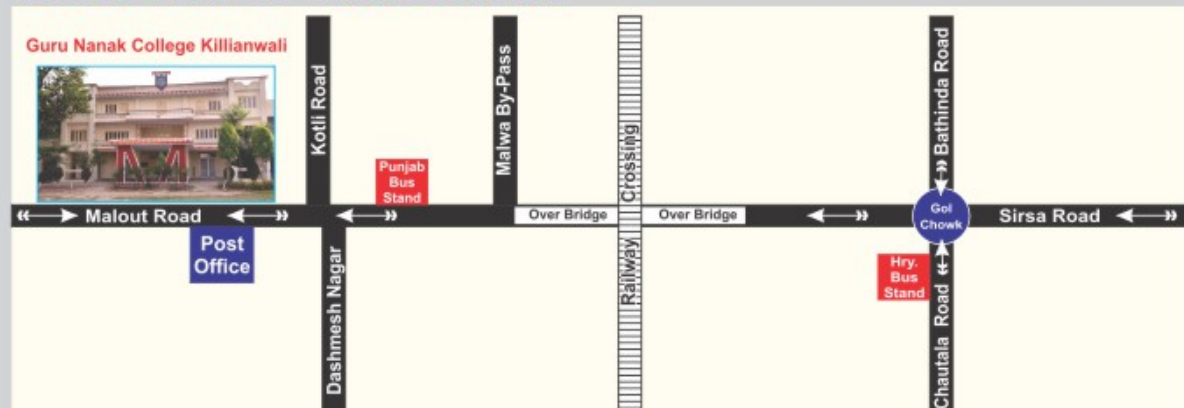 Guru Nanak College Killianwali
Kotli Road
Malwa By-Pass
Crossing
Bathinda Road
Punjab
Bus
Stand
Malout Road
Over Bridge
Over Bridge
Gol
Chowk
Sirsa Road
Post
Office
Dashmesh Nagar
Railway
Hry.
Bus
Stand
Chautala Road